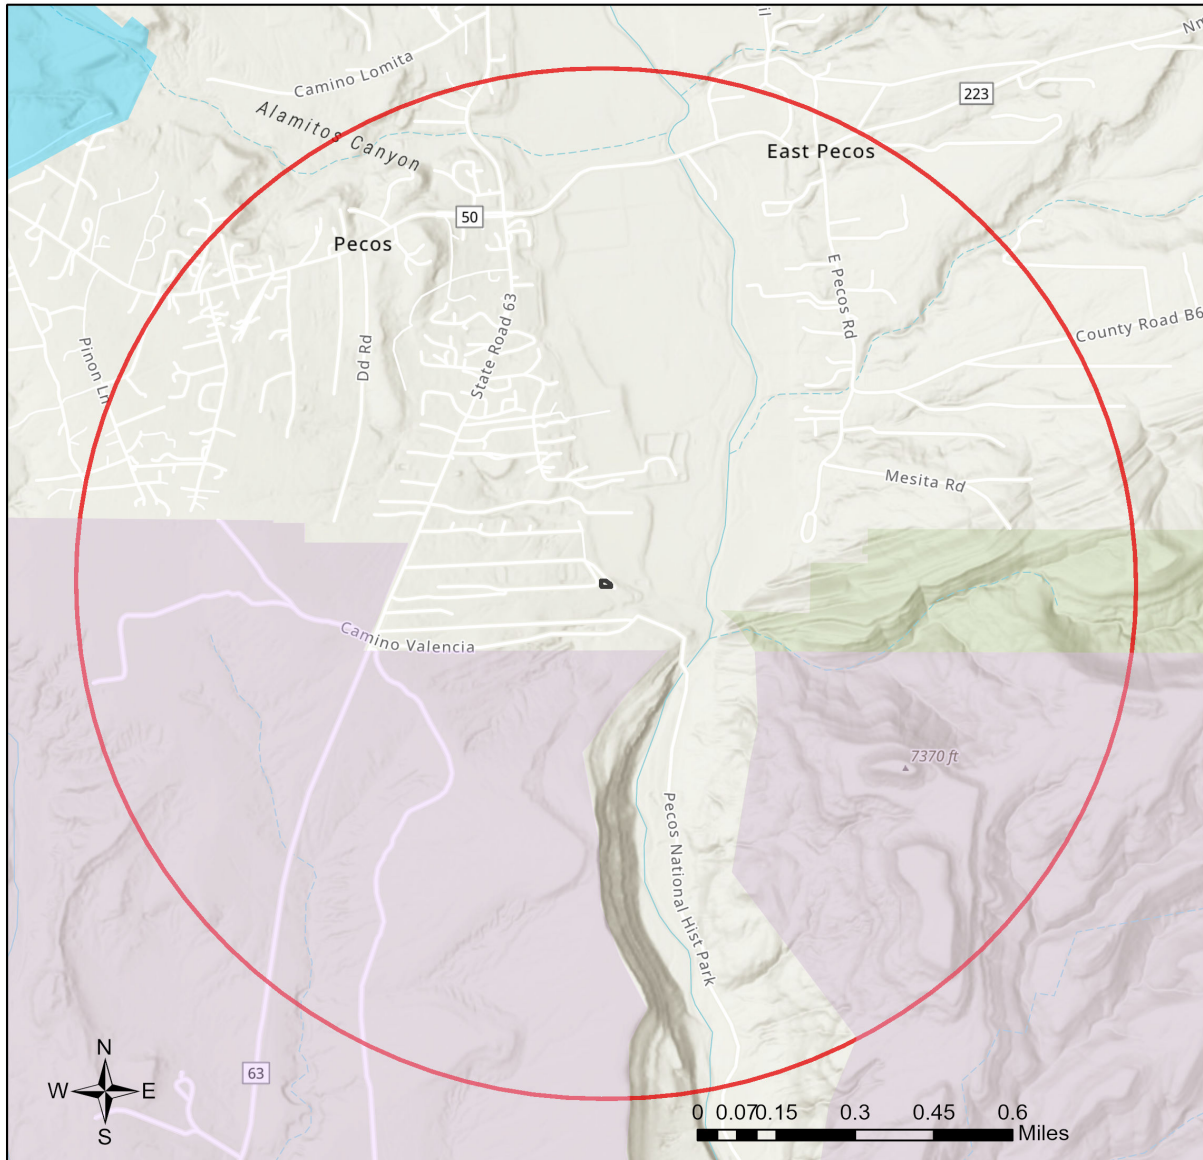 il
Nm
Camino Lomita
223
Alamitos Canyon
East Pecos
50
Pecos
E Pecos Rd
State Road 63
County Road B6
Pinon Ln
Dd Rd
Mesita Rd
Camino Valencia
7370 ft
Pecos National Hist Park
N
W E
S
63
0 0.07 0.15 0.3 0.45 0.6
Miles